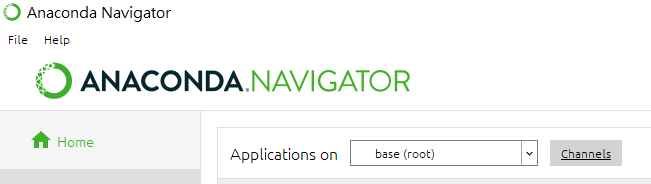 Anaconda Navigator
File Help
ANACONDA.NAVIGATOR
Home
Applications on base (root) Channels